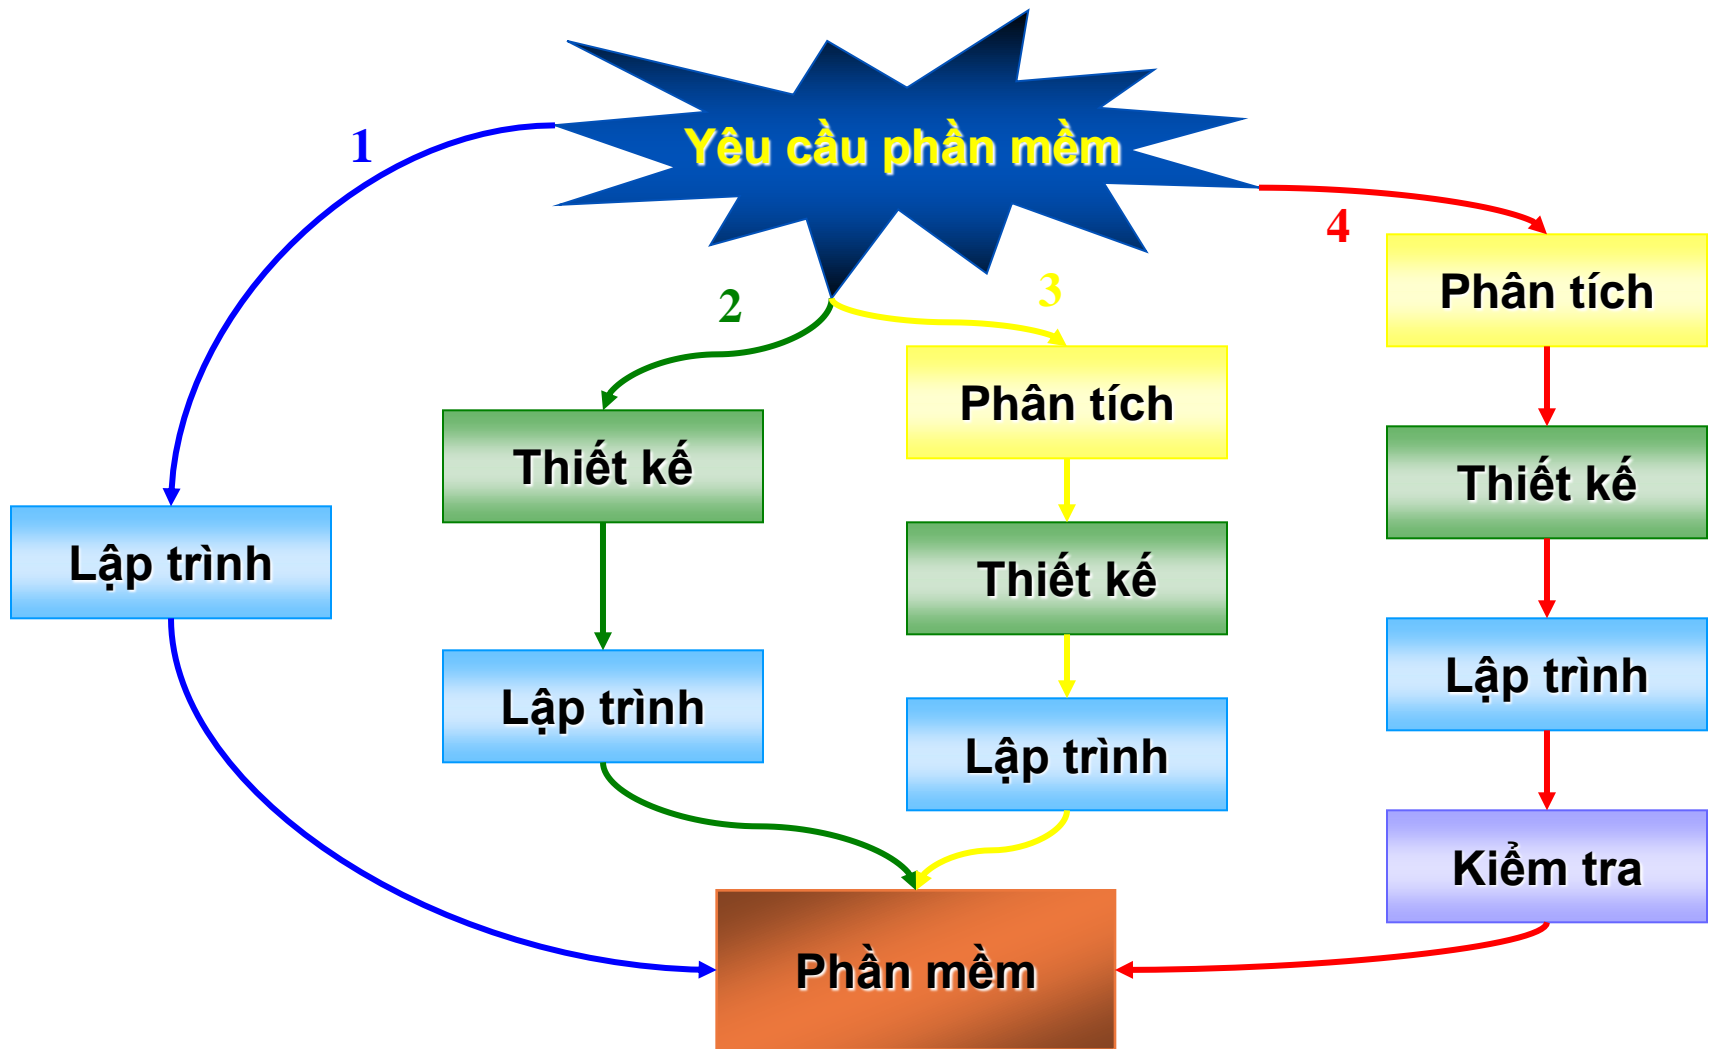 Yêu cầu phần mềm
1
2
3
4
Lập trình
Thiết kế
Lập trình
Phân tích
Thiết kế
Lập trình
Phân tích
Thiết kế
Lập trình
Kiểm tra
Phần mềm